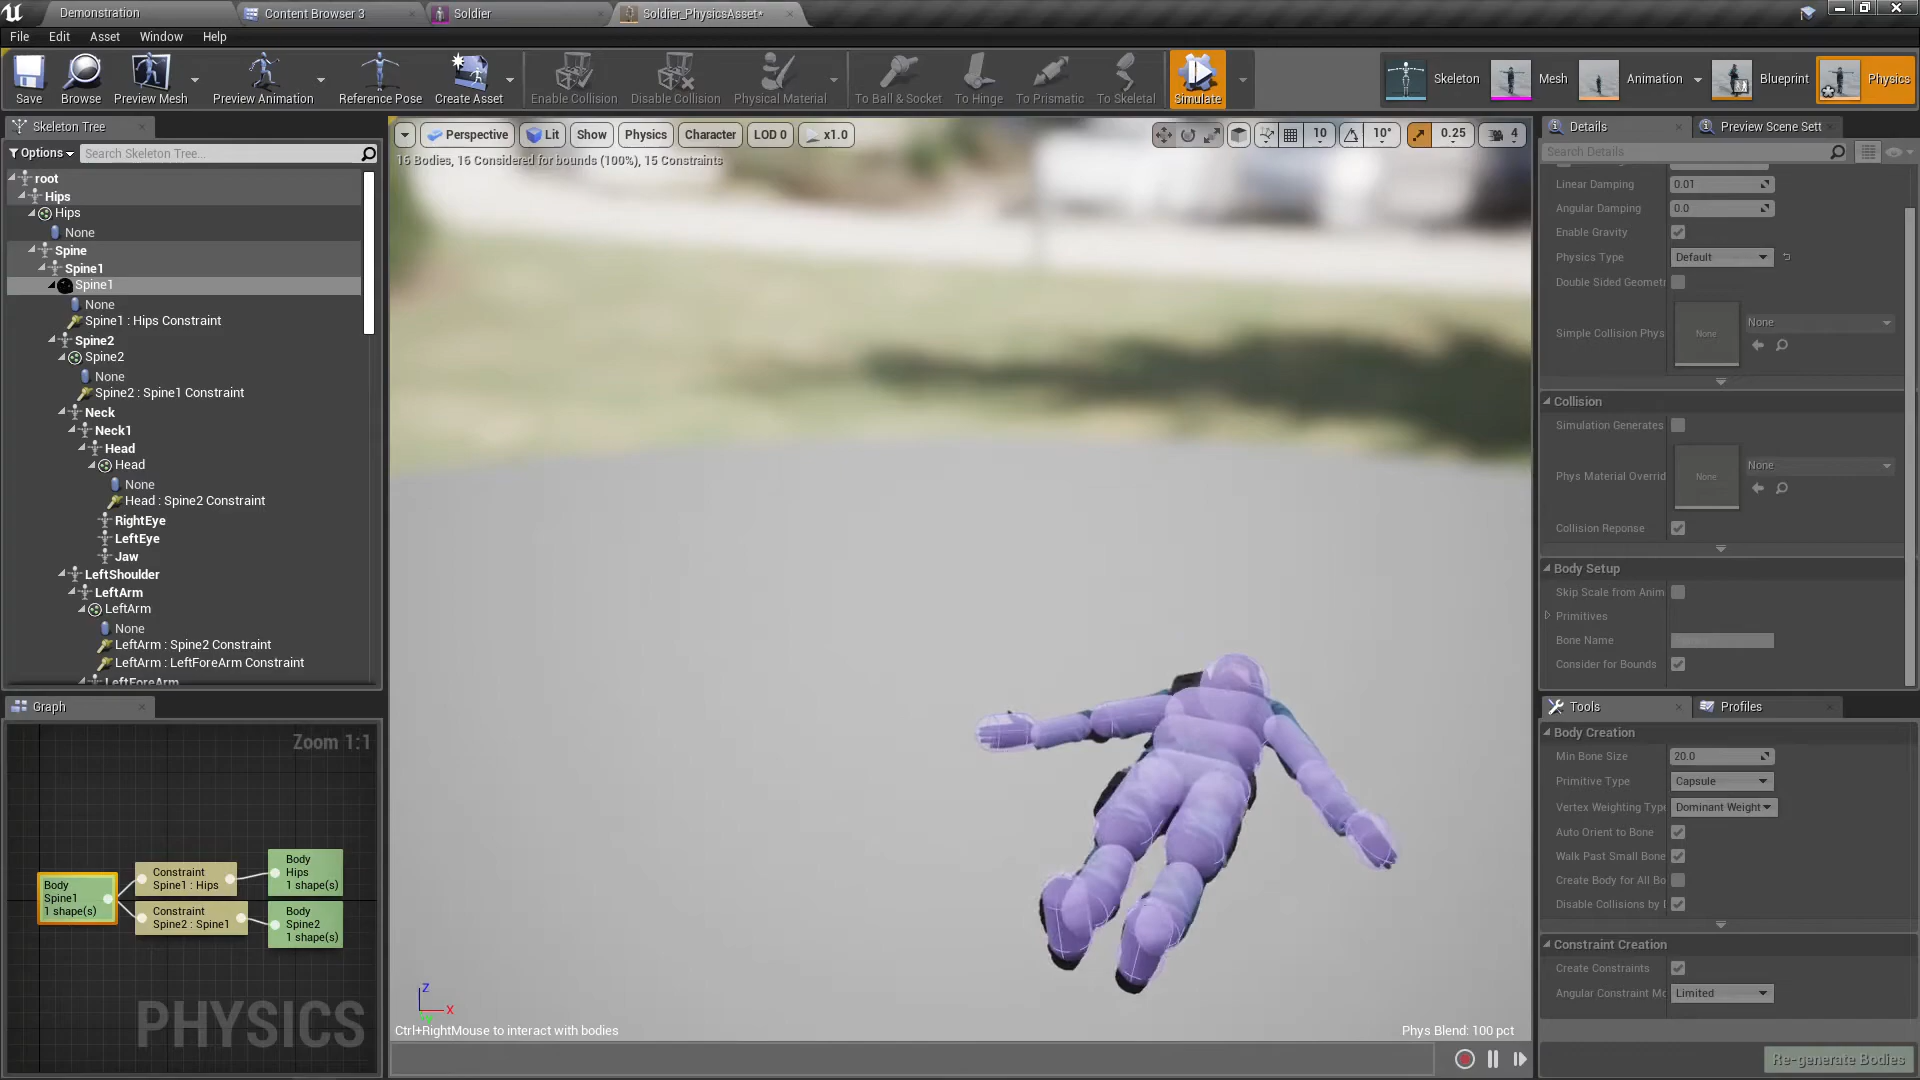 Demonstration
Content Browser 3
Soldier
Soldier_PhysicsAsset*
File
Edit
Asset
Window
Help
Save
Browse
Preview Mesh
Preview Animation
Reference Pose
Create Asset
Enable Collision
Disable Collision
Physical Material
To Ball & Socket
To Hinge
To Prismatic
To Skeletal
Simulate
Skeleton
Mesh
Animation
Blueprint
Physics
Skeleton Tree
Options
Search Skeleton Tree...
root
Hips
Hips
None
Spine
Spine1
Spine1
None
Spine1 : Hips Constraint
Spine2
Spine2
None
Spine2 : Spine1 Constraint
Neck
Neck1
Head
Head
None
Head : Spine2 Constraint
RightEye
LeftEye
Jaw
LeftShoulder
LeftArm
LeftArm
None
LeftArm : Spine2 Constraint
LeftArm : LeftForeArm Constraint
LeftForeArm
Graph
Zoom 1:1
Body
Spine1
1 shape(s)
Constraint
Spine1 : Hips
Body
Hips
1 shape(s)
Constraint
Spine2 : Spine1
Body
Spine2
1 shape(s)
PHYSICS
Perspective
Lit
Show
Physics
Character
LOD 0
x1.0
10
10°
0.25
4
16 Bodies, 16 Considered for bounds (100%), 15 Constraints
Z
X
Ctrl+RightMouse to interact with bodies
Phys Blend: 100 pct
Details
Preview Scene Sett
Search Details
Linear Damping
0.01
Angular Damping
0.0
Enable Gravity
Physics Type
Default
Double Sided Geometr
Simple Collision Phys
None
None
Collision
Simulation Generates
Phys Material Overrid
None
None
Collision Reponse
Body Setup
Skip Scale from Anim
Primitives
Bone Name
Consider for Bounds
Tools
Profiles
Body Creation
Min Bone Size
20.0
Primitive Type
Capsule
Vertex Weighting Type
Dominant Weight
Auto Orient to Bone
Walk Past Small Bone
Create Body for All Bo
Disable Collisions by I
Constraint Creation
Create Constraints
Angular Constraint Mo
Limited
Re-generate Bodies